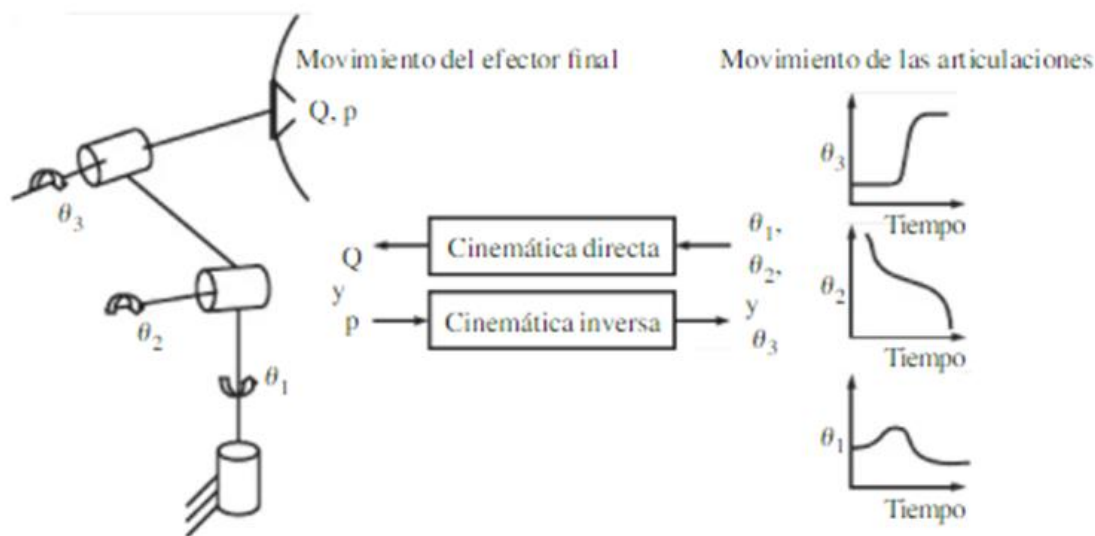 Movimiento del efector final
Movimiento de las articulaciones
Q, p
θ3
θ2
θ1
Q
y
p
Cinemática directa
Cinemática inversa
θ1,
θ2,
y
θ3
θ3
Tiempo
θ2
Tiempo
θ1
Tiempo